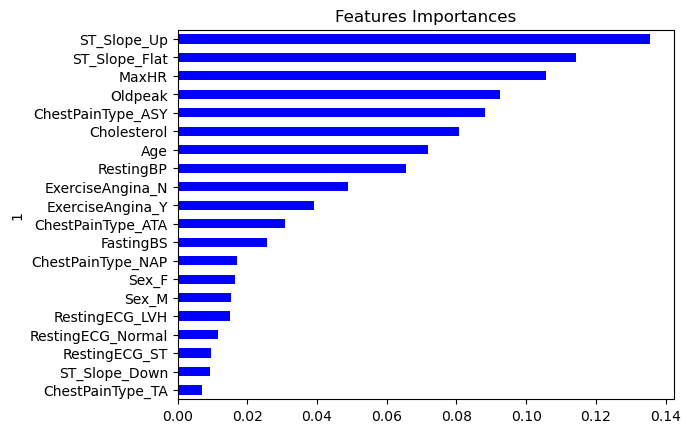 Features Importances
ST_Slope_Up
ST_Slope_Flat
MaxHR
Oldpeak
ChestPainType_ASY
Cholesterol
Age
RestingBP
ExerciseAngina_N
ExerciseAngina_Y
ChestPainType_ATA
FastingBS
ChestPainType_NAP
Sex_F
Sex_M
RestingECG_LVH
RestingECG_Normal
RestingECG_ST
ST_Slope_Down
ChestPainType_TA
1
0.00 0.02 0.04 0.06 0.08 0.10 0.12 0.14